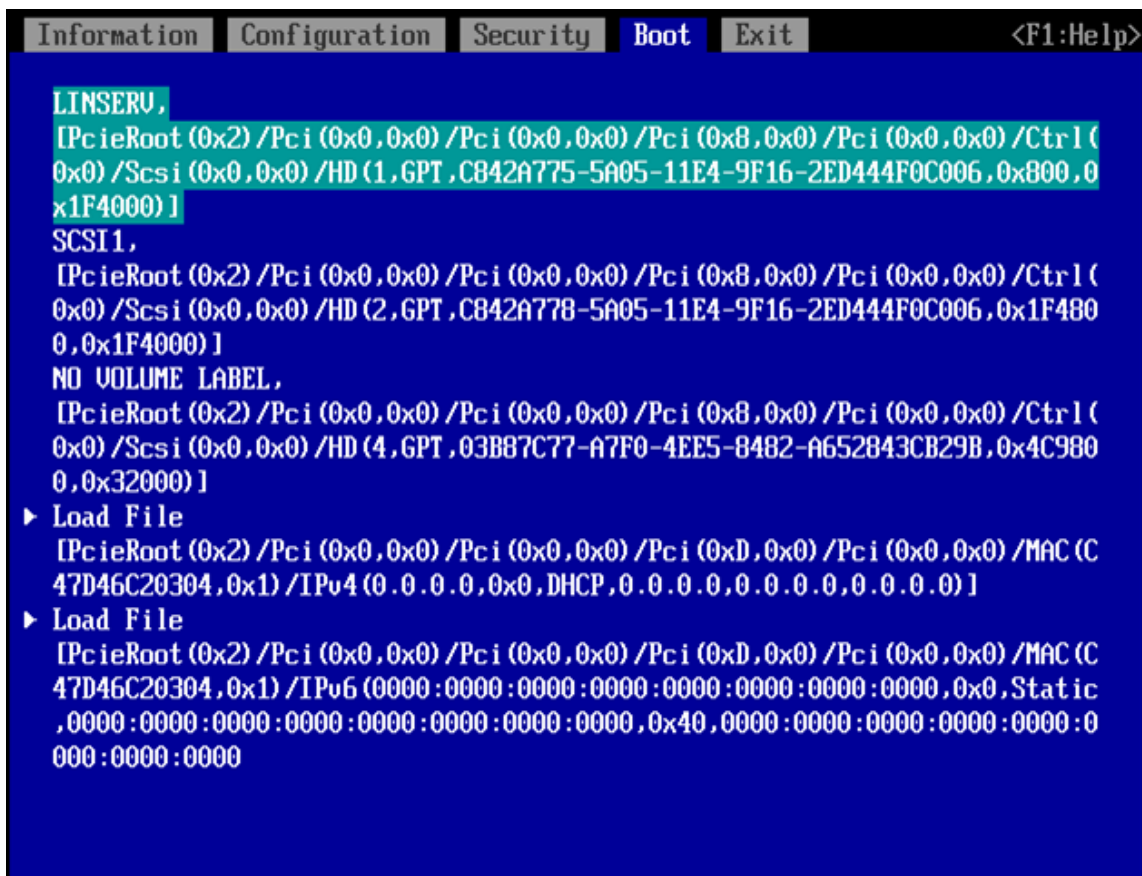 Information Configuration Security Boot Exit <F1:Help>
LINSERV,
[PcieRoot(0x2)/Pci(0x0,0x0)/Pci(0x0,0x0)/Pci(0x8,0x0)/Pci(0x0,0x0)/Ctrl(
0x0)/Scsi(0x0,0x0)/HD(1,GPT,C842A775-5A05-11E4-9F16-2ED444F0C006,0x800,0
x1F4000)]
SCSI1,
[PcieRoot(0x2)/Pci(0x0,0x0)/Pci(0x0,0x0)/Pci(0x8,0x0)/Pci(0x0,0x0)/Ctrl(
0x0)/Scsi(0x0,0x0)/HD(2,GPT,C842A778-5A05-11E4-9F16-2ED444F0C006,0x1F480
0,0x1F4000)]
NO VOLUME LABEL,
[PcieRoot(0x2)/Pci(0x0,0x0)/Pci(0x0,0x0)/Pci(0x8,0x0)/Pci(0x0,0x0)/Ctrl(
0x0)/Scsi(0x0,0x0)/HD(4,GPT,03B87C77-A7F0-4EE5-8482-A652843CB29B,0x4C980
0,0x32000)]
▶ Load File
[PcieRoot(0x2)/Pci(0x0,0x0)/Pci(0x0,0x0)/Pci(0xD,0x0)/Pci(0x0,0x0)/MAC(C
47D46C20304,0x1)/IPv4(0.0.0.0,0x0,DHCP,0.0.0.0,0.0.0.0,0.0.0.0)]
▶ Load File
[PcieRoot(0x2)/Pci(0x0,0x0)/Pci(0x0,0x0)/Pci(0xD,0x0)/Pci(0x0,0x0)/MAC(C
47D46C20304,0x1)/IPv6(0000:0000:0000:0000:0000:0000:0000:0000,0x0,Static
,0000:0000:0000:0000:0000:0000:0000:0000,0x40,0000:0000:0000:0000:0000:0
000:0000:0000